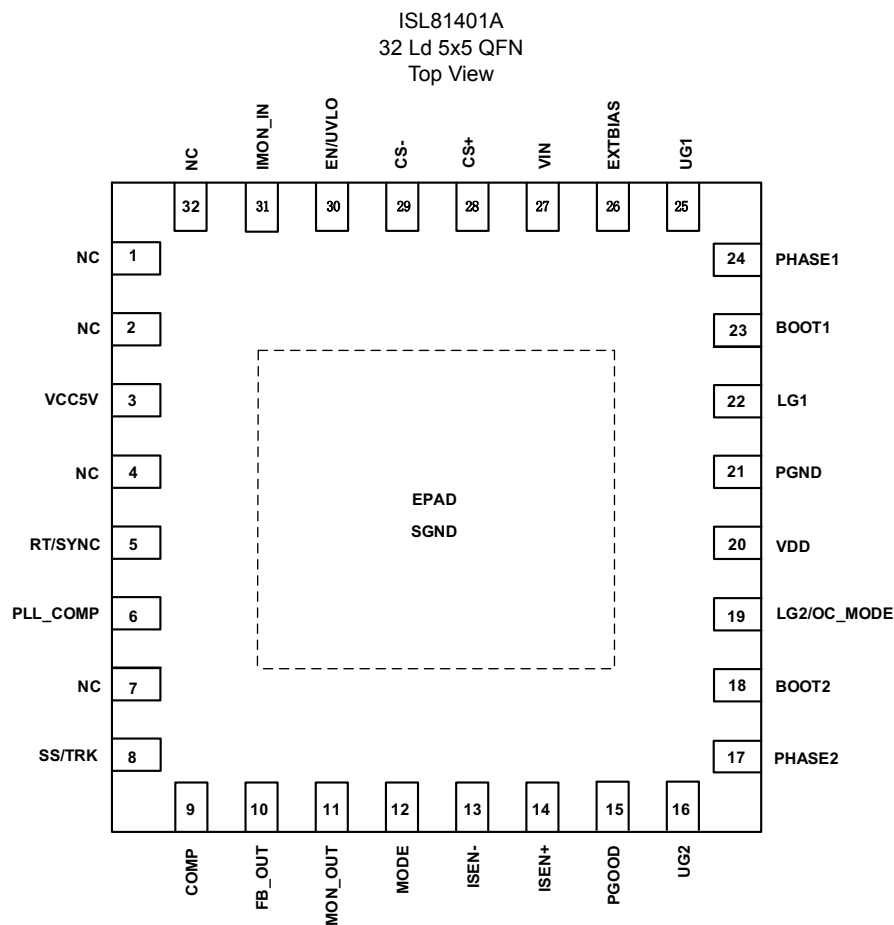 ISL81401A
32 Ld 5x5 QFN
Top View
NC
IMON_IN
EN/UVLO
CS-
CS+
VIN
EXTBIAS
UG1
32
31
30
29
28
27
26
25
NC 1
NC 2
VCC5V 3
NC 4
RT/SYNC 5
PLL_COMP 6
NC 7
SS/TRK 8
EPAD
SGND
24 PHASE1
23 BOOT1
22 LG1
21 PGND
20 VDD
19 LG2/OC_MODE
18 BOOT2
17 PHASE2
9
10
11
12
13
14
15
16
COMP
FB_OUT
MON_OUT
MODE
ISEN-
ISEN+
PGOOD
UG2